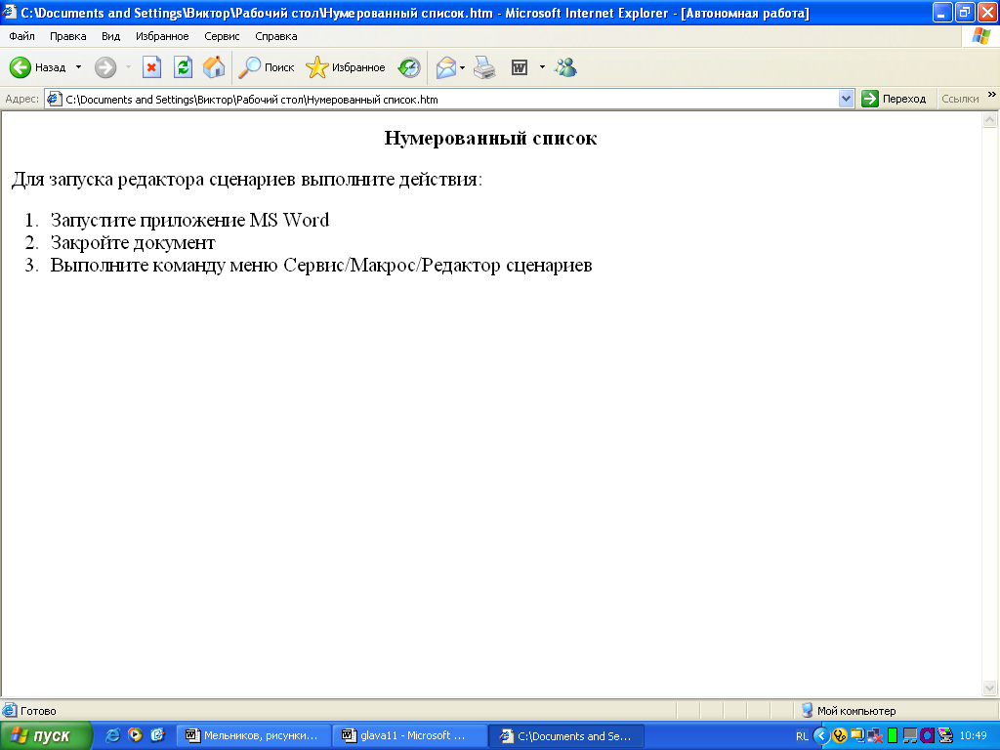 C:\Documents and Settings\Виктор\Рабочий стол\Нумерованный список.htm - Microsoft Internet Explorer - [Автономная работа]
Файл Правка Вид Избранное Сервис Справка
Назад Поиск Избранное
Адрес: C:\Documents and Settings\Виктор\Рабочий стол\Нумерованный список.htm Переход Ссылки »
Нумерованный список
Для запуска редактора сценариев выполните действия:
1. Запустите приложение MS Word
2. Закройте документ
3. Выполните команду меню Сервис/Макрос/Редактор сценариев
Готово Мой компьютер
пуск Мельников, рисунки... glava11 - Microsoft ... C:\Documents and Se... RL 10:49